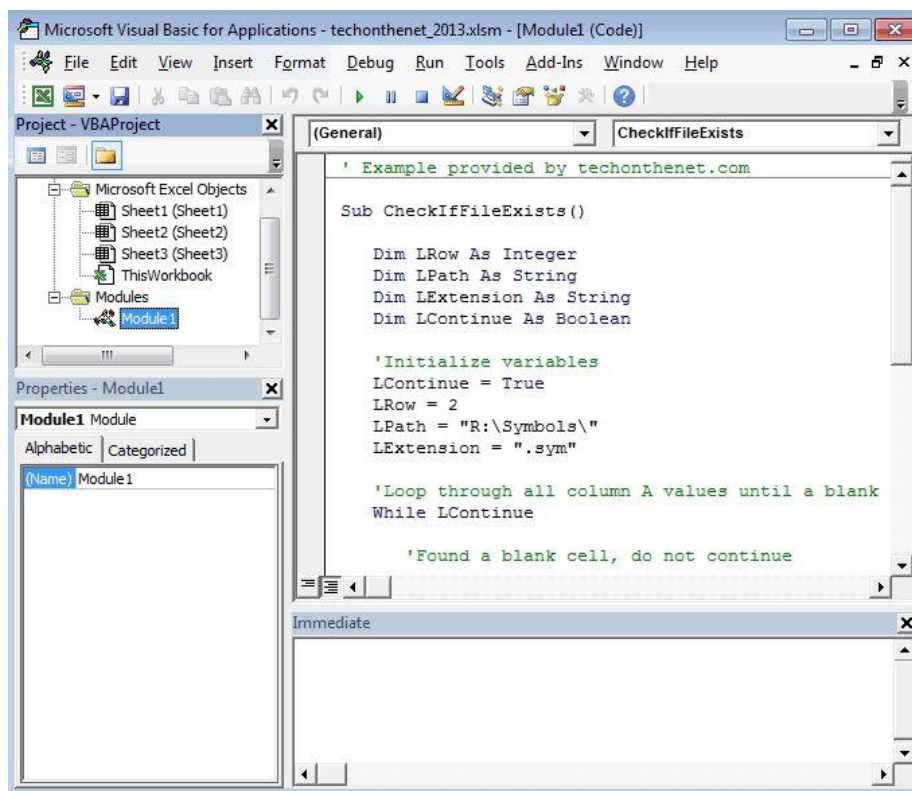 Microsoft Visual Basic for Applications - techonthenet_2013.xlsm - [Module1 (Code)]
File Edit View Insert Format Debug Run Tools Add-Ins Window Help
Project - VBAProject
Microsoft Excel Objects
Sheet1 (Sheet1)
Sheet2 (Sheet2)
Sheet3 (Sheet3)
ThisWorkbook
Modules
Module1
Properties - Module1
Module1 Module
Alphabetic Categorized
(Name) Module1
(General) CheckIfFileExists
' Example provided by techonthenet.com
Sub CheckIfFileExists()
Dim LRow As Integer
Dim LPath As String
Dim LExtension As String
Dim LContinue As Boolean
'Initialize variables
LContinue = True
LRow = 2
LPath = "R:\Symbols\"
LExtension = ".sym"
'Loop through all column A values until a blank
While LContinue
'Found a blank cell, do not continue
Immediate